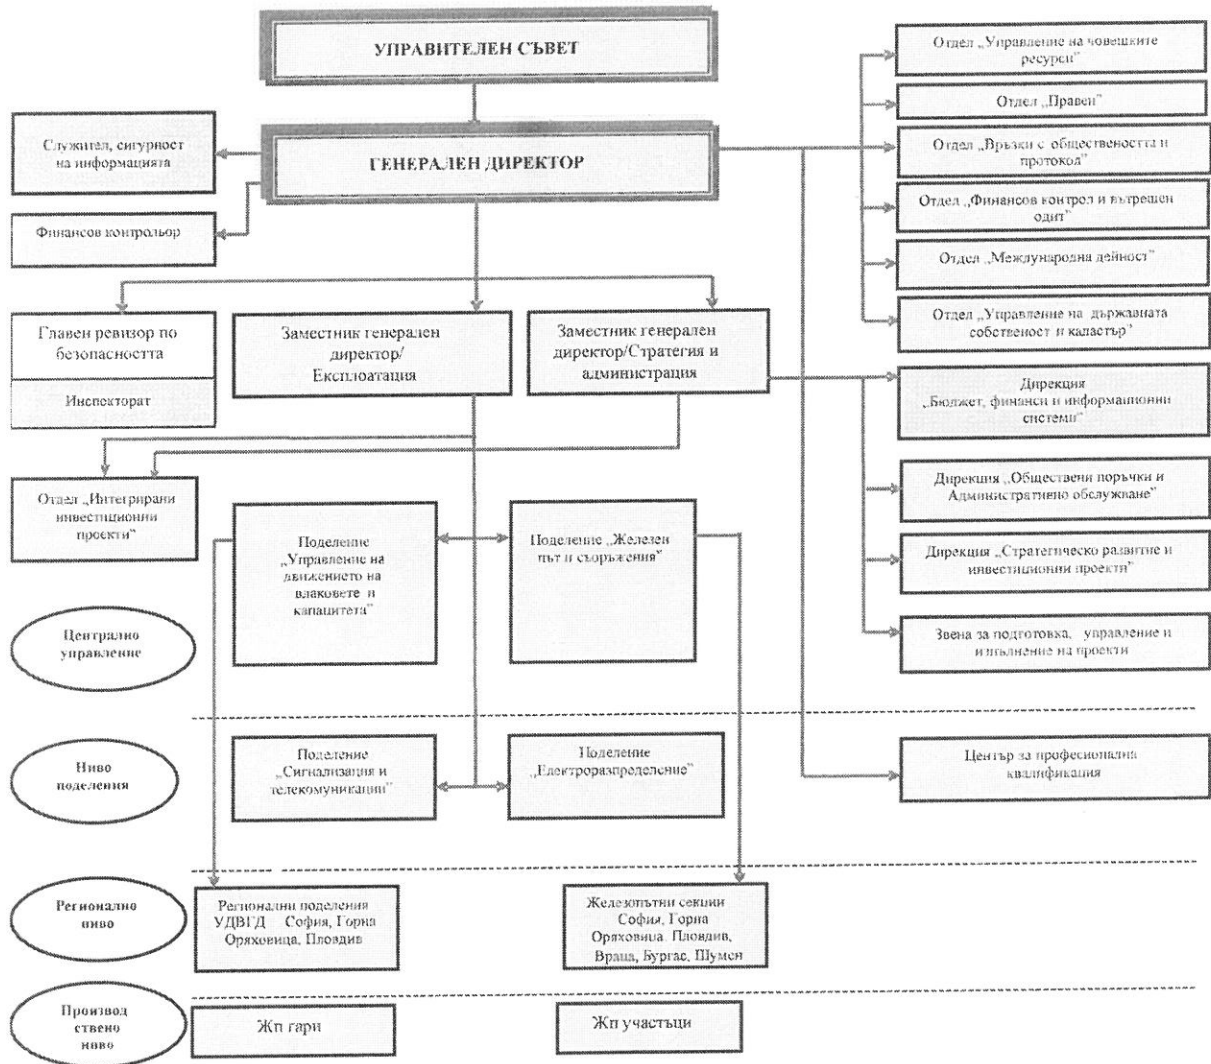 УПРАВИТЕЛЕН СЪВЕТ
ГЕНЕРАЛЕН ДИРЕКТОР
Служител, сигурност
на информацията
Финансов контрольор
Отдел „Управление на човешките
ресурси”
Отдел „Правен”
Отдел „Връзки с обществеността и
протокол”
Отдел „Финансов контрол и вътрешен
одит”
Отдел „Международна дейност”
Отдел „Управление на държавната
собственост и кадастър”
Главен ревизор по
безопасността
Инспекторат
Заместник генерален
директор/
Експлоатация
Заместник генерален
директор/Стратегия и
администрация
Дирекция
„Бюджет, финанси и информационни
системи”
Дирекция „Обществени поръчки и
Административно обслужване”
Дирекция „Стратегическо развитие и
инвестиционни проекти”
Звена за подготовка, управление и
изпълнение на проекти
Отдел „Интегрирани
инвестиционни
проекти”
Поделение
„Управление на
движението на
влаковете и
капацитета”
Поделение „Железен
път и съоръжения”
Централно
управление
Ниво
поделения
Поделение
„Сигнализация и
телекомуникации”
Поделение
„Електроразпределение”
Център за професионална
квалификация
Регионално
ниво
Регионални поделения
УДВГД София, Горна
Оряховица, Пловдив
Железопътни секции
София, Горна
Оряховица, Пловдив,
Враца, Бургас, Шумен
Производ
ствено
ниво
Жп гари
Жп участъци